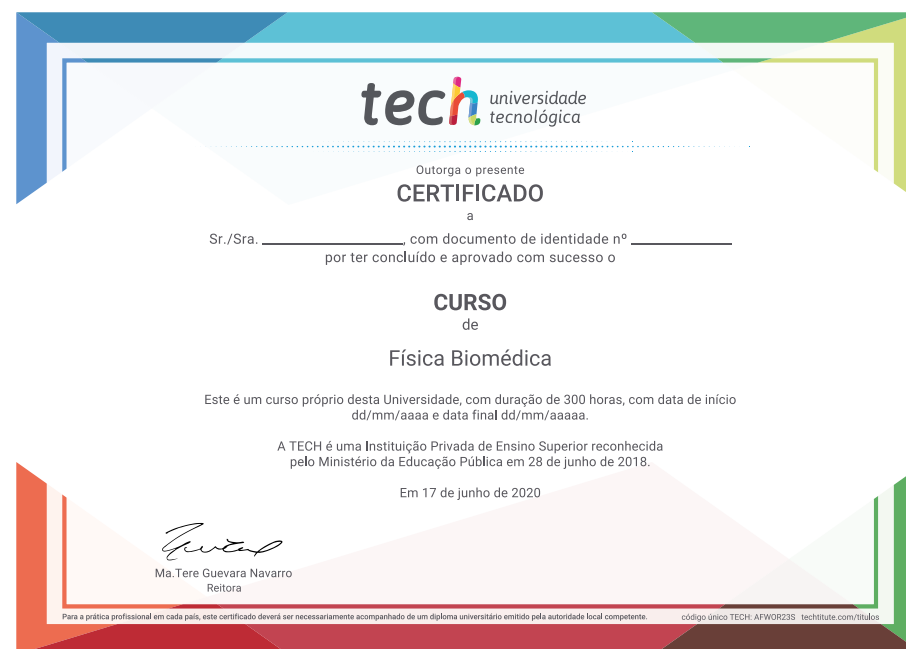 tech universidade
tecnológica
Outorga o presente
CERTIFICADO
a
Sr./Sra. ____________________, com documento de identidade nº ______________
por ter concluído e aprovado com sucesso o
CURSO
de
Física Biomédica
Este é um curso próprio desta Universidade, com duração de 300 horas, com data de início
dd/mm/aaaa e data final dd/mm/aaaaa.
A TECH é uma Instituição Privada de Ensino Superior reconhecida
pelo Ministério da Educação Pública em 28 de junho de 2018.
Em 17 de junho de 2020
Ma.Tere Guevara Navarro
Reitora
Para a prática profissional em cada país, este certificado deverá ser necessariamente acompanhado de um diploma universitário emitido pela autoridade local competente. código único TECH: AFWOR23S techtitute.com/titulos